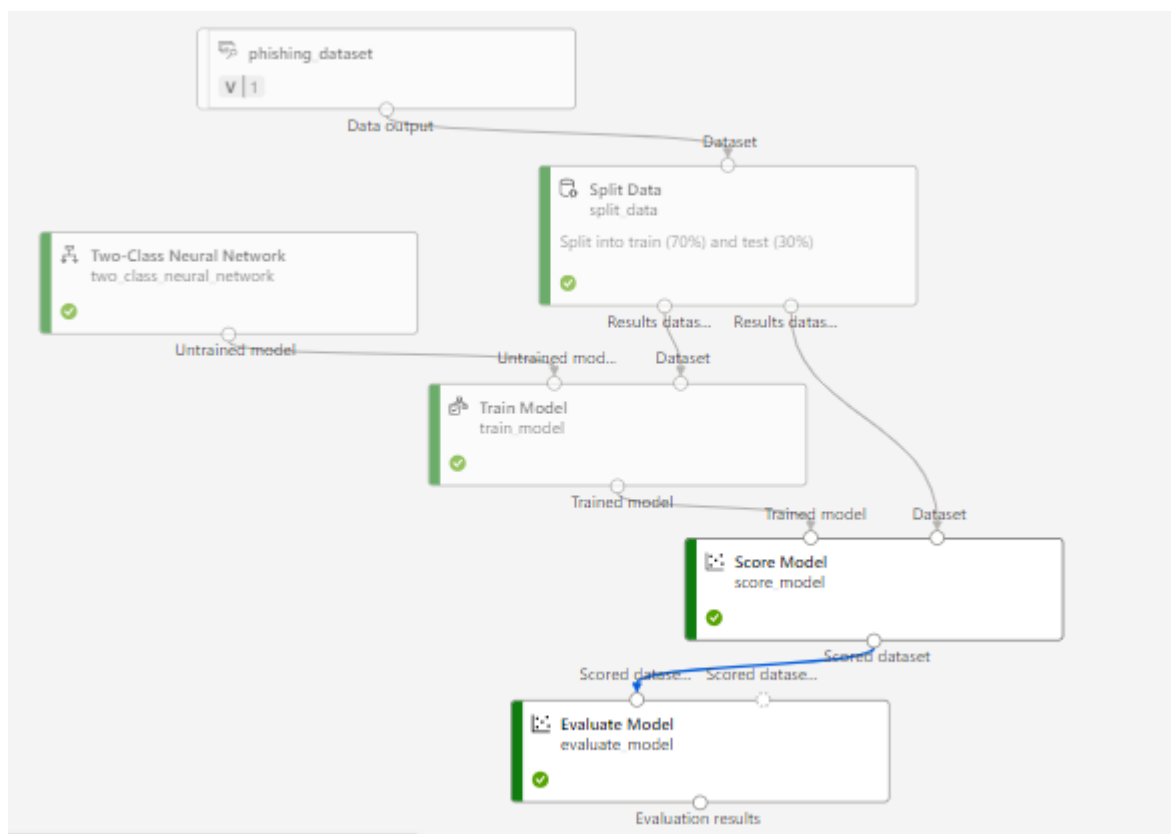 phishing_dataset
V | 1
Data output
Dataset
Split Data
split_data
Split into train (70%) and test (30%)
Two-Class Neural Network
two_class_neural_network
Results datas... Results datas...
Untrained model
Untrained mod... Dataset
Train Model
train_model
Trained model
Trained model Dataset
Score Model
score_model
Scored dataset
Scored datase... Scored datase...
Evaluate Model
evaluate_model
Evaluation results